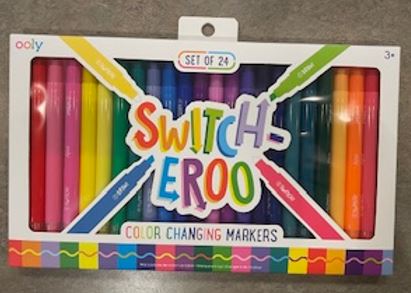 ooly
SET OF 24
3+
SWITCH-
EROO
COLOR CHANGING MARKERS